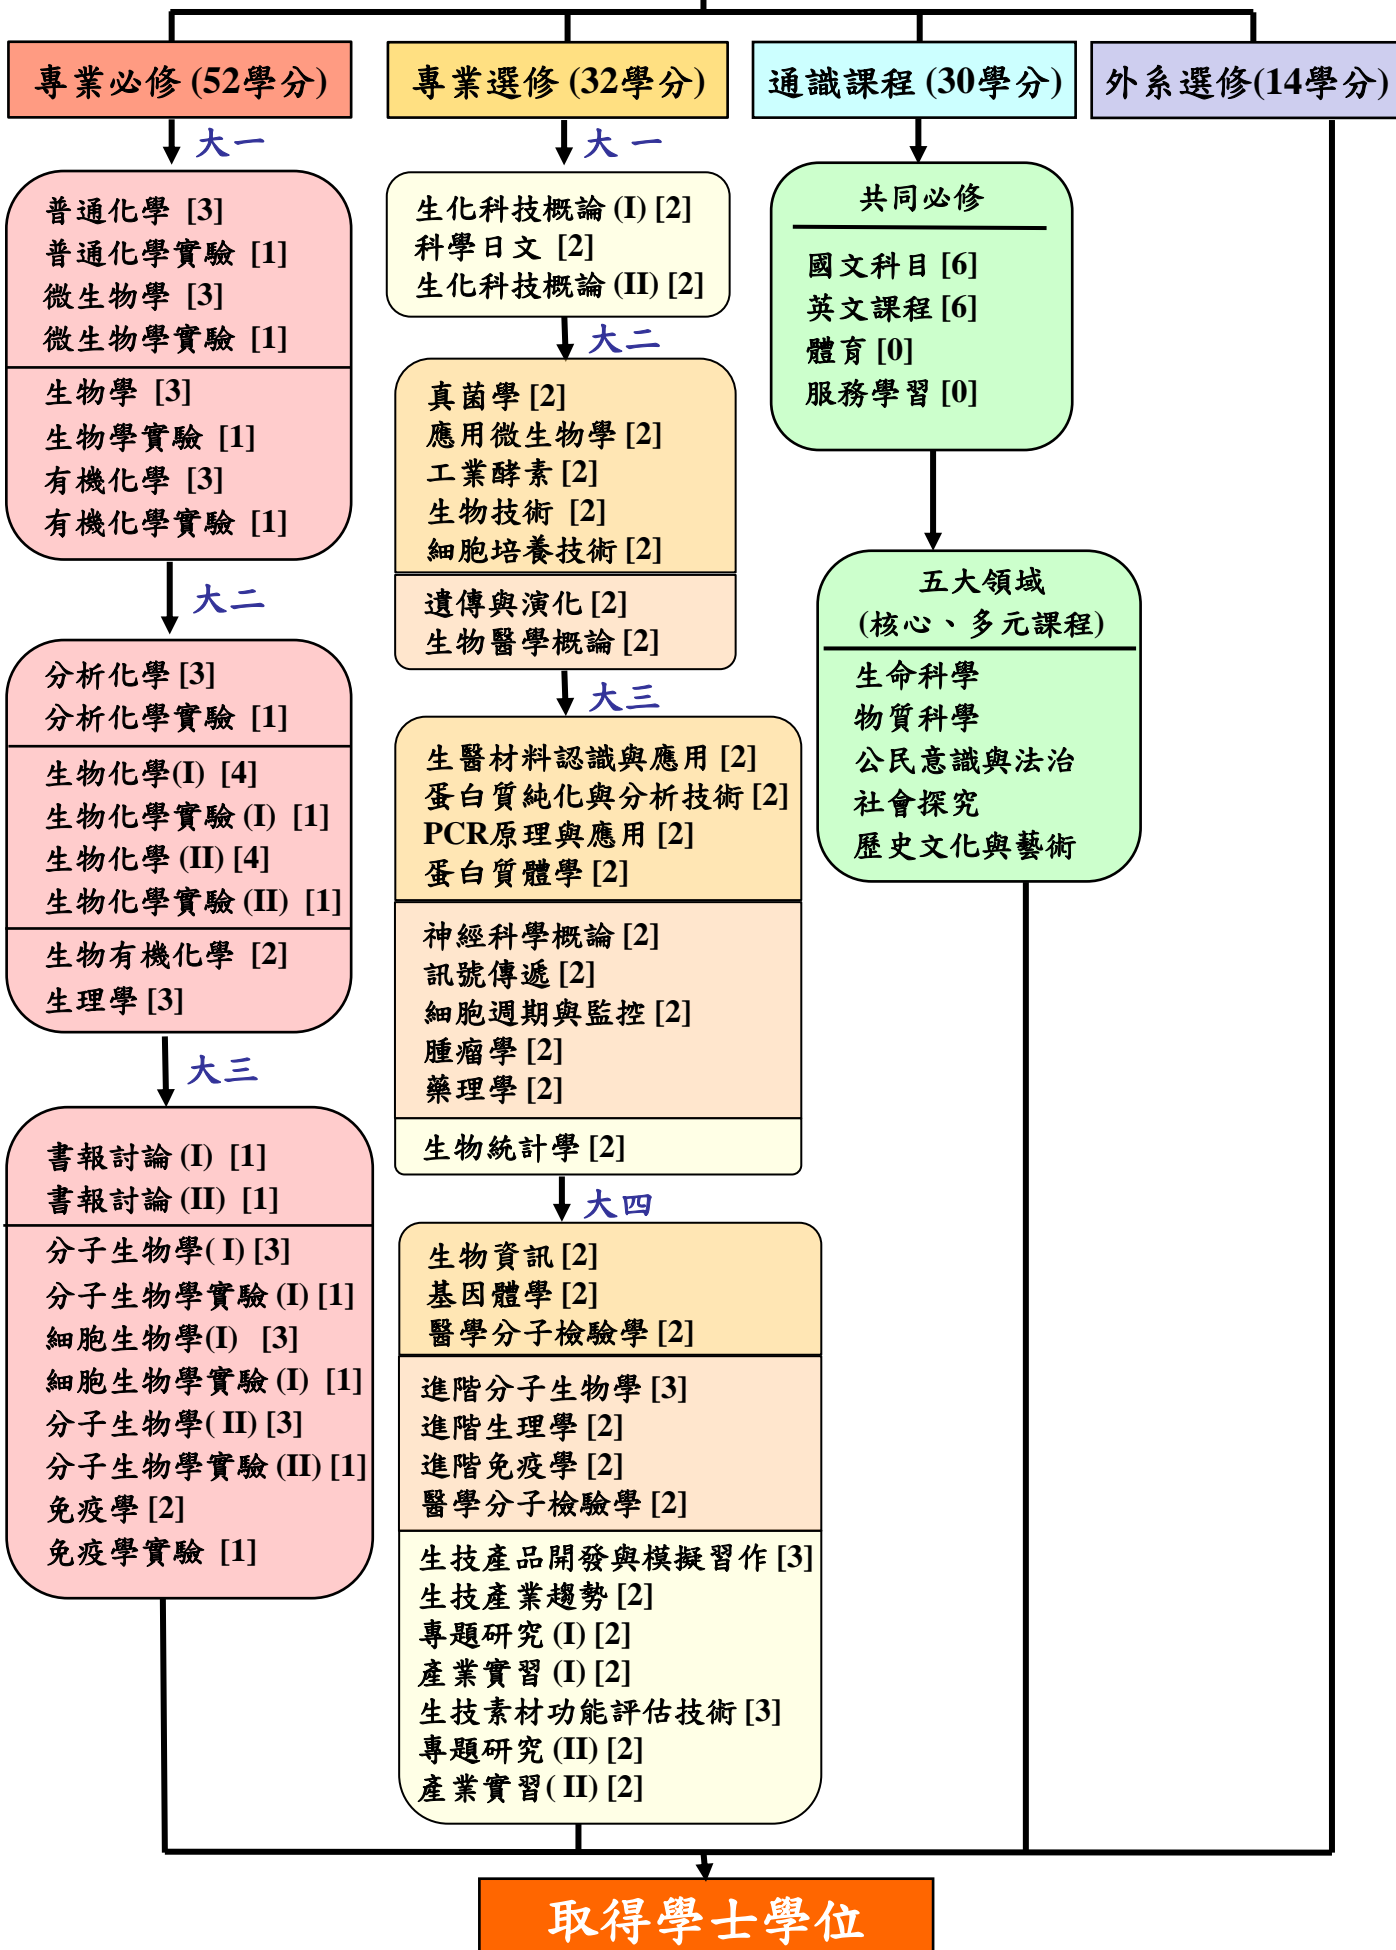 專業必修 (52學分)
專業選修 (32學分)
通識課程 (30學分)
外系選修(14學分)
大一
普通化學 [3]
普通化學實驗 [1]
微生物學 [3]
微生物學實驗 [1]
生物學 [3]
生物學實驗 [1]
有機化學 [3]
有機化學實驗 [1]
大二
分析化學 [3]
分析化學實驗 [1]
生物化學(I) [4]
生物化學實驗 (I) [1]
生物化學 (II) [4]
生物化學實驗 (II) [1]
生物有機化學 [2]
生理學 [3]
大三
書報討論 (I) [1]
書報討論 (II) [1]
分子生物學( I) [3]
分子生物學實驗 (I) [1]
細胞生物學(I) [3]
細胞生物學實驗 (I) [1]
分子生物學( II) [3]
分子生物學實驗 (II) [1]
免疫學 [2]
免疫學實驗 [1]
大 一
生化科技概論 (I) [2]
科學日文 [2]
生化科技概論 (II) [2]
大二
真菌學 [2]
應用微生物學 [2]
工業酵素 [2]
生物技術 [2]
細胞培養技術 [2]
遺傳與演化 [2]
生物醫學概論 [2]
大三
生醫材料認識與應用 [2]
蛋白質純化與分析技術 [2]
PCR原理與應用 [2]
蛋白質體學 [2]
神經科學概論 [2]
訊號傳遞 [2]
細胞週期與監控 [2]
腫瘤學 [2]
藥理學 [2]
生物統計學 [2]
大四
生物資訊 [2]
基因體學 [2]
醫學分子檢驗學 [2]
進階分子生物學 [3]
進階生理學 [2]
進階免疫學 [2]
醫學分子檢驗學 [2]
生技產品開發與模擬習作 [3]
生技產業趨勢 [2]
專題研究 (I) [2]
產業實習 (I) [2]
生技素材功能評估技術 [3]
專題研究 (II) [2]
產業實習( II) [2]
共同必修
國文科目 [6]
英文課程 [6]
體育 [0]
服務學習 [0]
五大領域
(核心、多元課程)
生命科學
物質科學
公民意識與法治
社會探究
歷史文化與藝術
取得學士學位